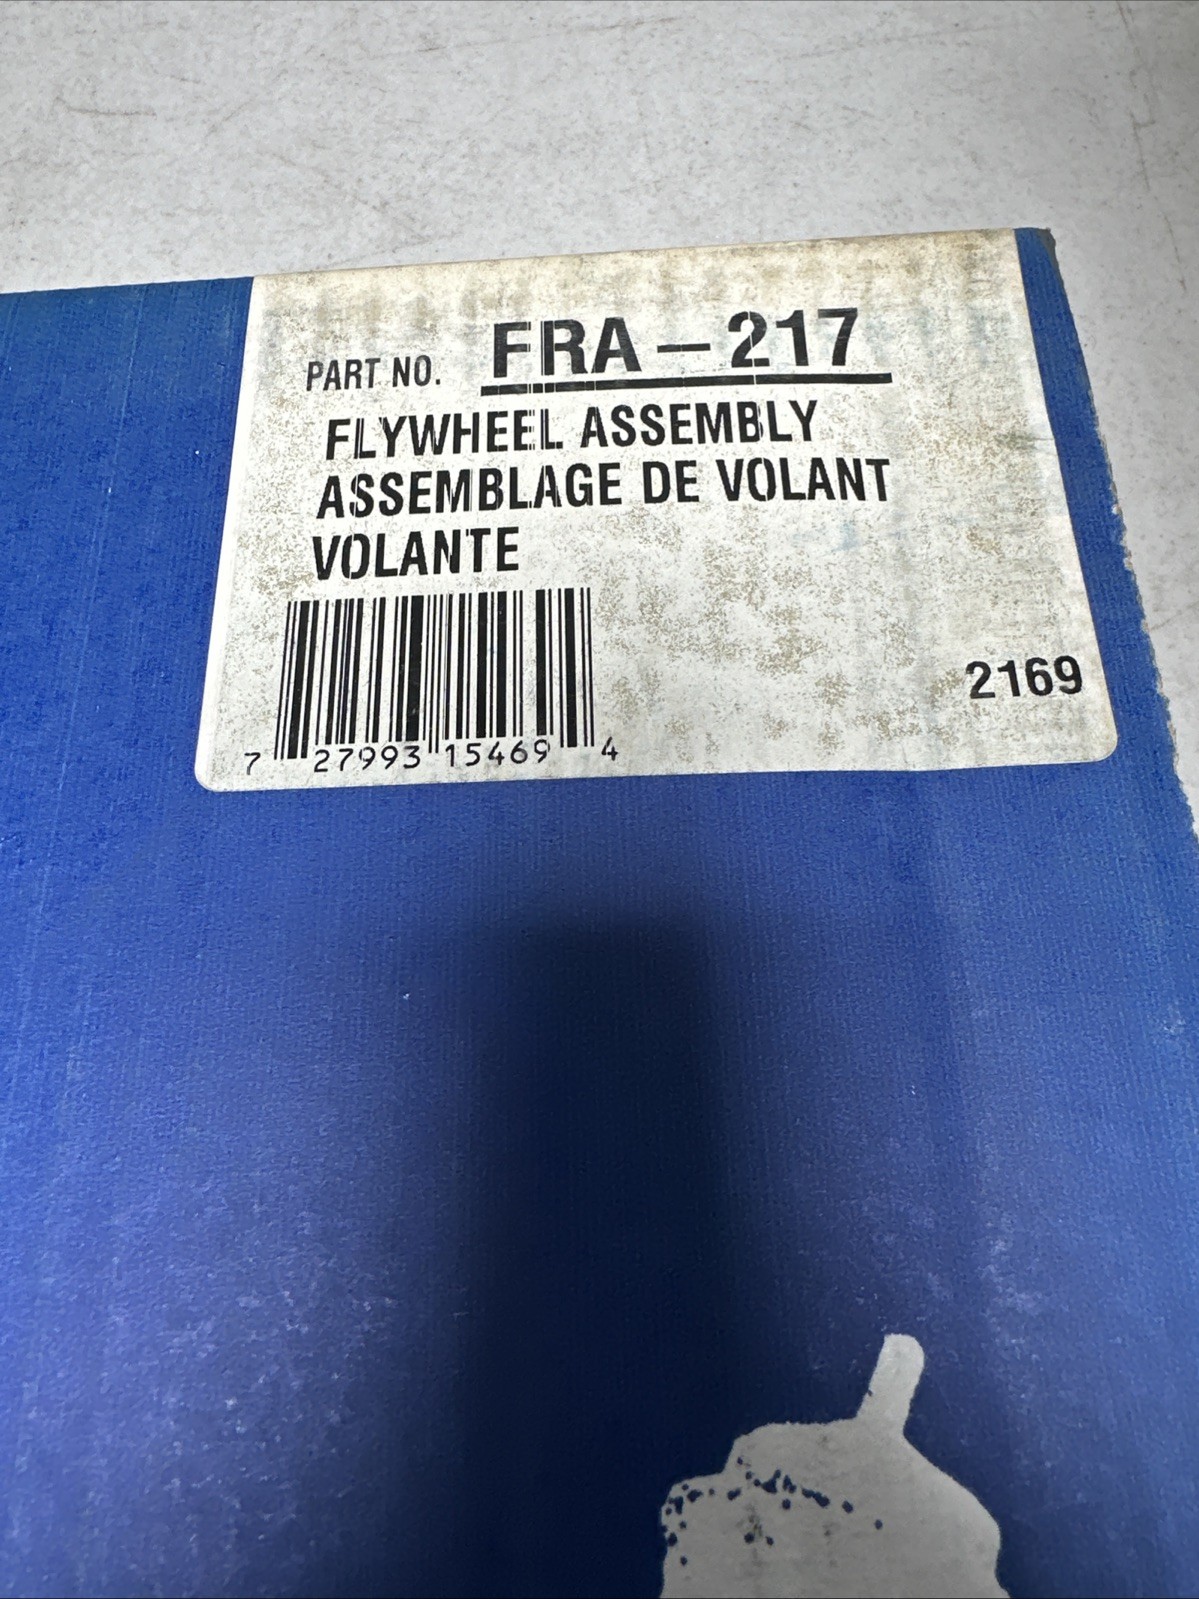 PART NO. FRA-217
FLYWHEEL ASSEMBLY
ASSEMBLAGE DE VOLANT
VOLANTE
2169
7 27993 15469 4